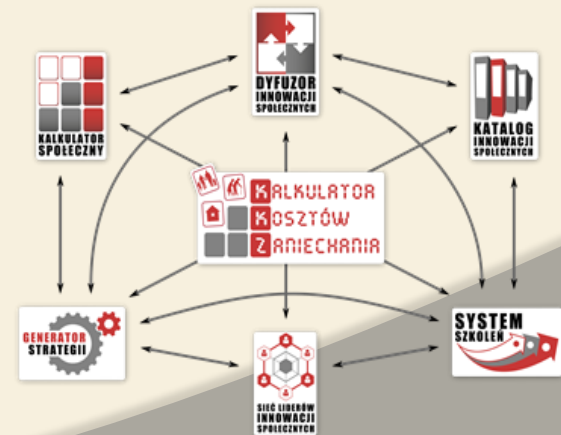 DYFUZOR
INNOWACJI
SPOŁECZNYCH
KALKULATOR
SPOŁECZNY
KATALOG
INNOWACJI
SPOŁECZNYCH
KALKULATOR
KOSZTÓW
ZANIECHANIA
GENERATOR
STRATEGII
SYSTEM
SZKOLEŃ
SIEĆ LIDERÓW
INNOWACJI
SPOŁECZNYCH